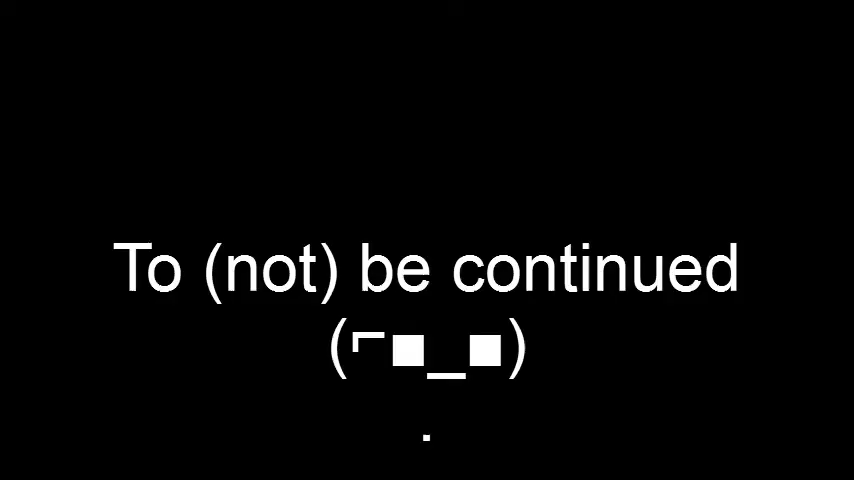 To (not) be continued
(⌐■_■)
.